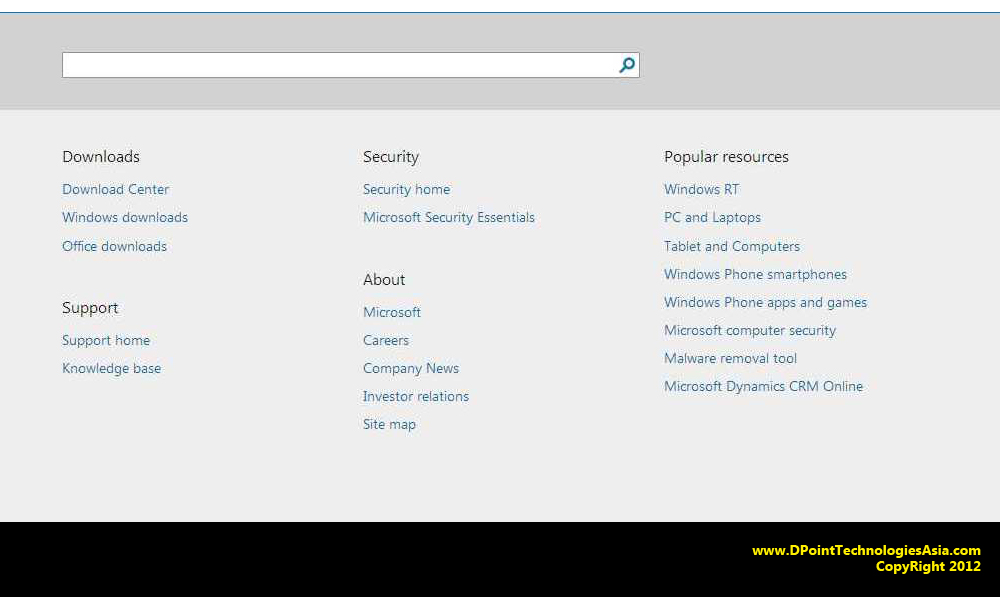 Downloads
Download Center
Windows downloads
Office downloads
Support
Support home
Knowledge base
Security
Security home
Microsoft Security Essentials
About
Microsoft
Careers
Company News
Investor relations
Site map
Popular resources
Windows RT
PC and Laptops
Tablet and Computers
Windows Phone smartphones
Windows Phone apps and games
Microsoft computer security
Malware removal tool
Microsoft Dynamics CRM Online
www.DPointTechnologiesAsia.com
CopyRight 2012